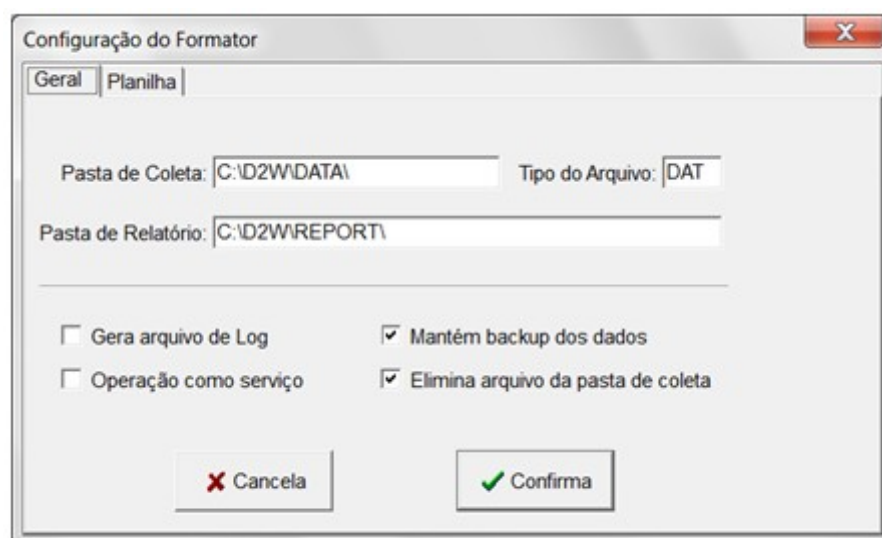 Configuração do Formator
Geral Planilha
Pasta de Coleta: C:\D2W\DATA\ Tipo do Arquivo: DAT
Pasta de Relatório: C:\D2W\REPORT\
Gera arquivo de Log Mantém backup dos dados
Operação como serviço Elimina arquivo da pasta de coleta
Cancela Confirma